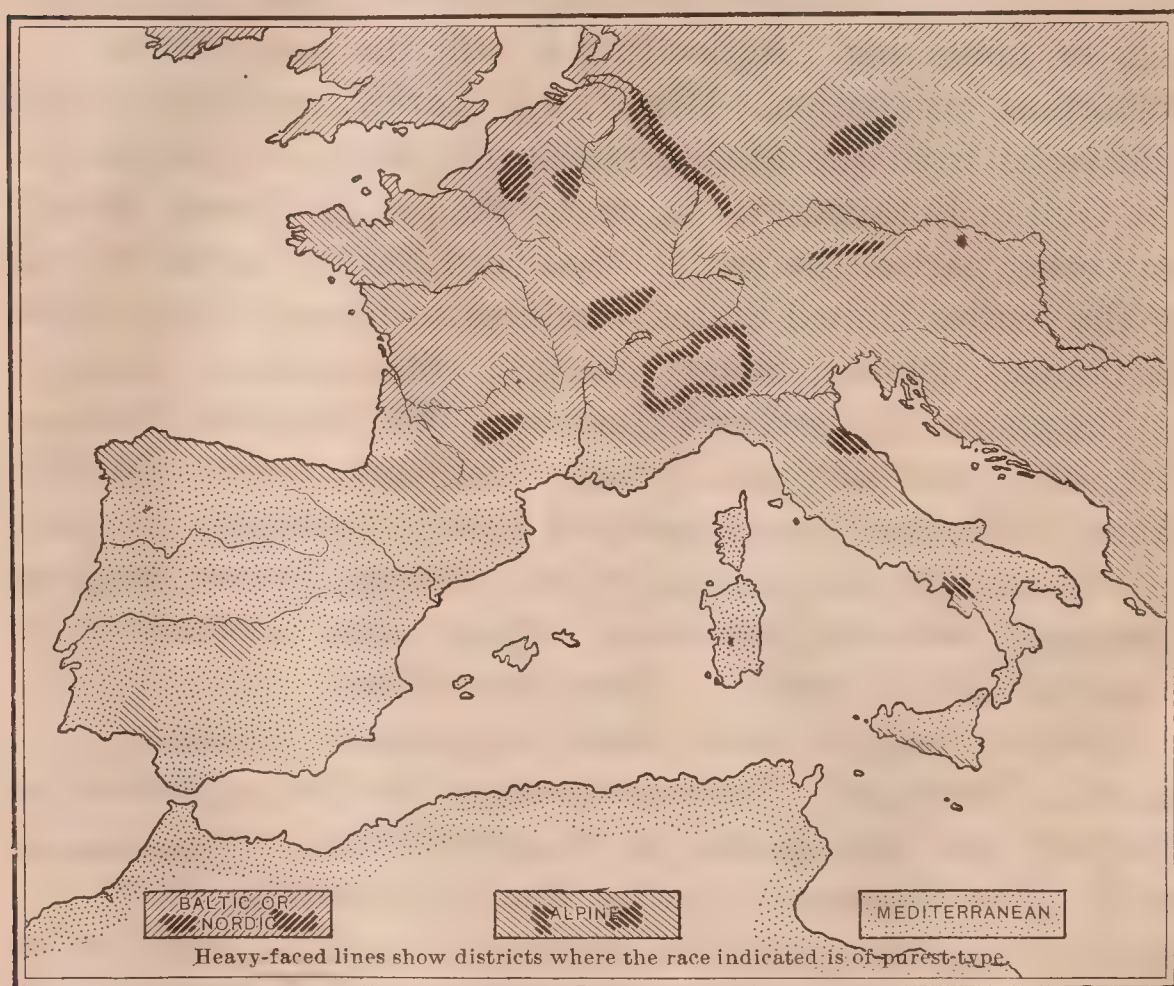 BALTIC OR
NORDIC
ALPINE
MEDITERRANEAN
Heavy-faced lines show districts where the race indicated is of purest type.